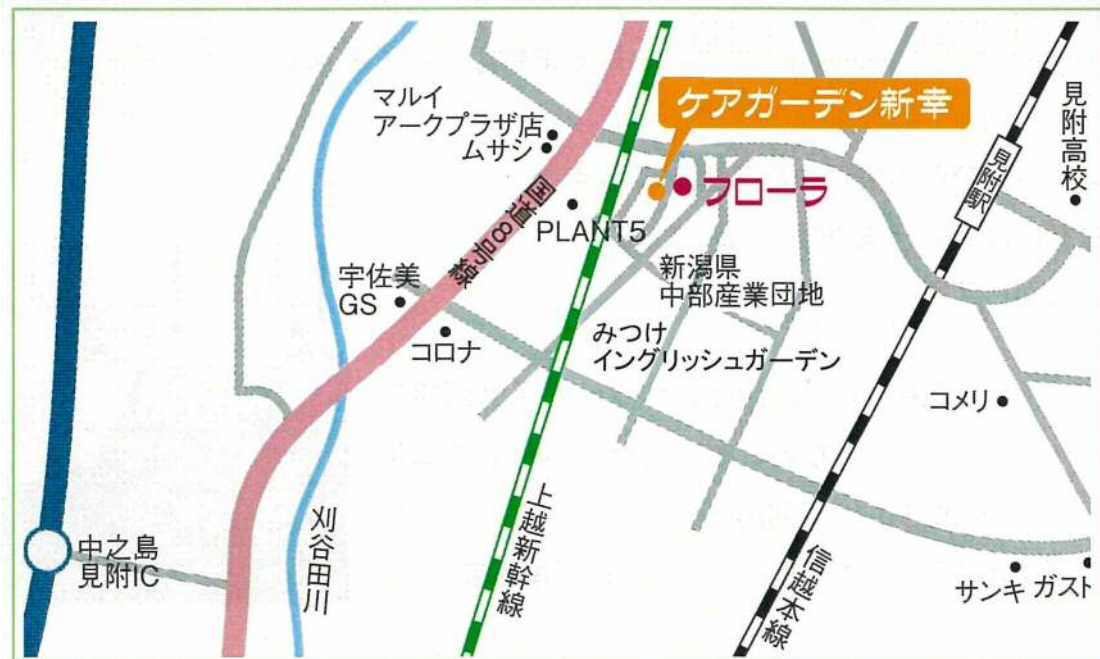 マルイ
アークプラザ店
ムサシ
ケアガーデン新幸
見附高校
見附駅
フローラ
国道8号線
PLANT5
新潟県
中部産業団地
宇佐美
GS
コロナ
みつけ
イングリッシュガーデン
コメリ
中之島
見附IC
刈谷田川
上越新幹線
信越本線
サンキ
ガスト